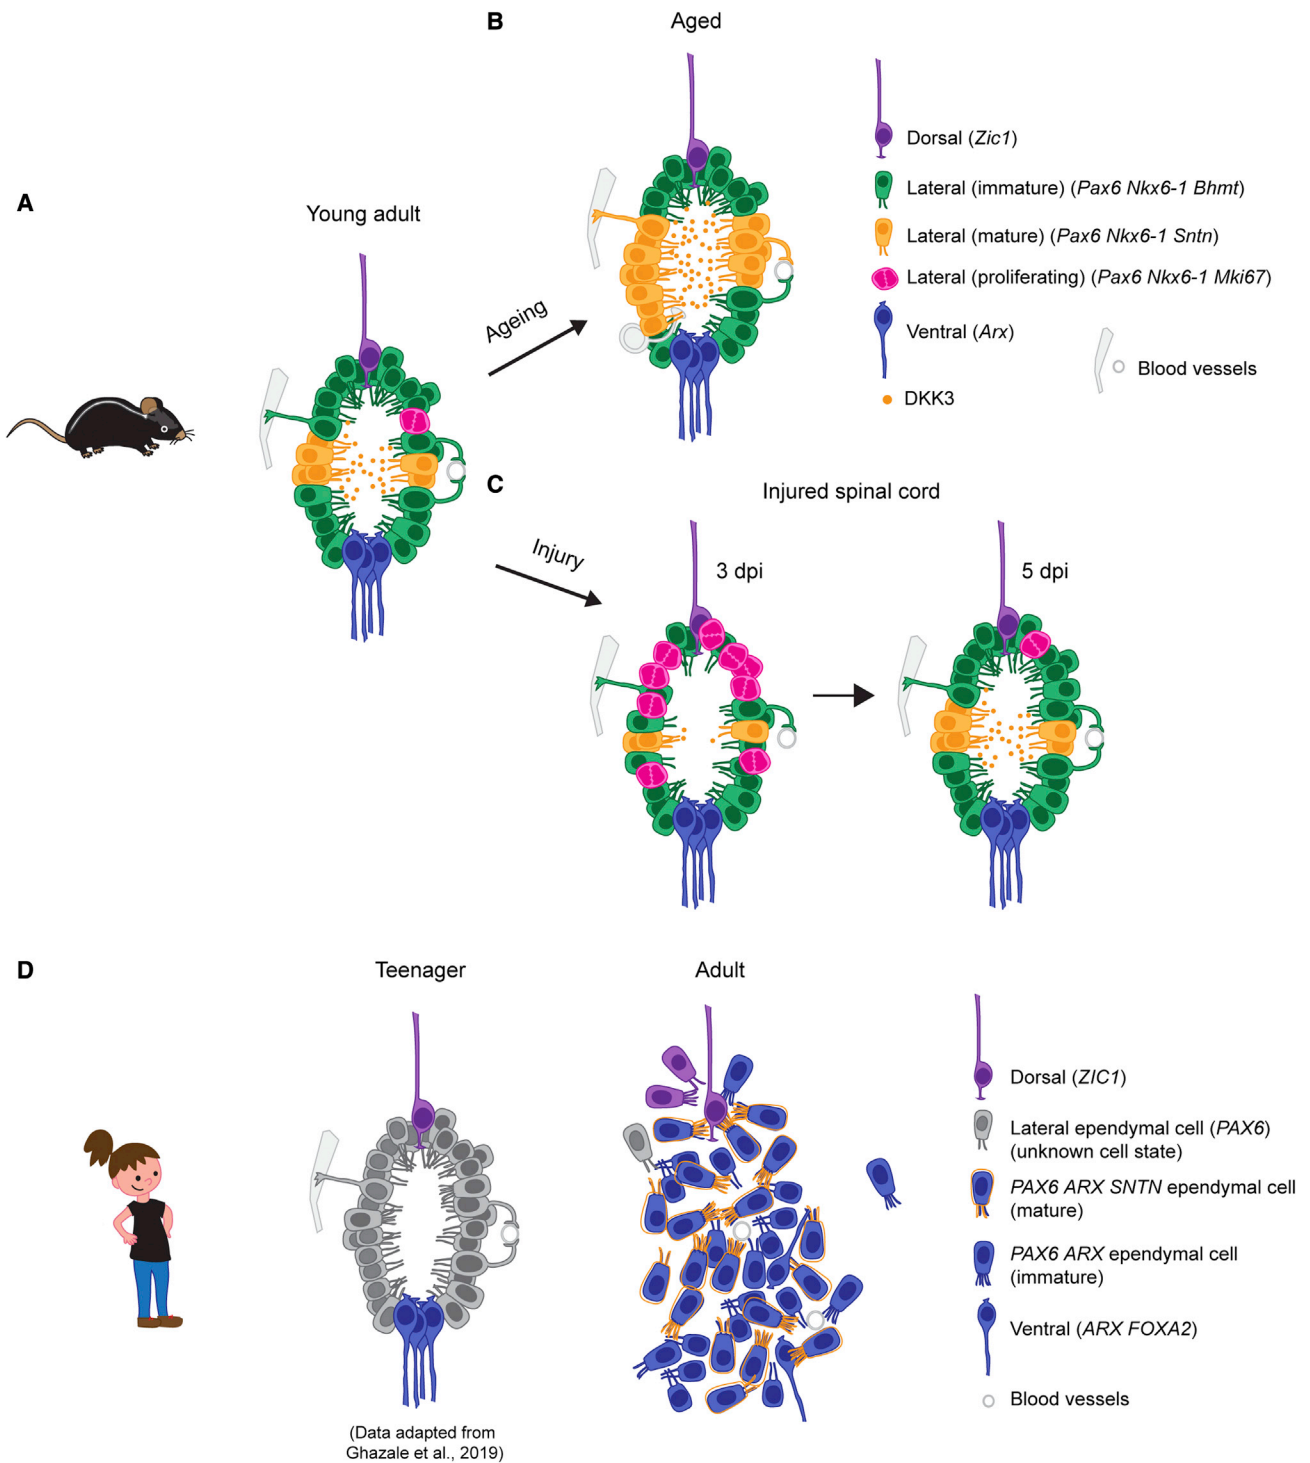 B
Aged
Dorsal (Zic1)
Lateral (immature) (Pax6 Nkx6-1 Bhmt)
Lateral (mature) (Pax6 Nkx6-1 Sntn)
Lateral (proliferating) (Pax6 Nkx6-1 Mki67)
Ventral (Arx)
DKK3
Blood vessels
A
Young adult
Ageing
Injury
C
Injured spinal cord
3 dpi
5 dpi
D
Teenager
(Data adapted from
Ghazale et al., 2019)
Adult
Dorsal (ZIC1)
Lateral ependymal cell (PAX6)
(unknown cell state)
PAX6 ARX SNTN ependymal cell
(mature)
PAX6 ARX ependymal cell
(immature)
Ventral (ARX FOXA2)
Blood vessels